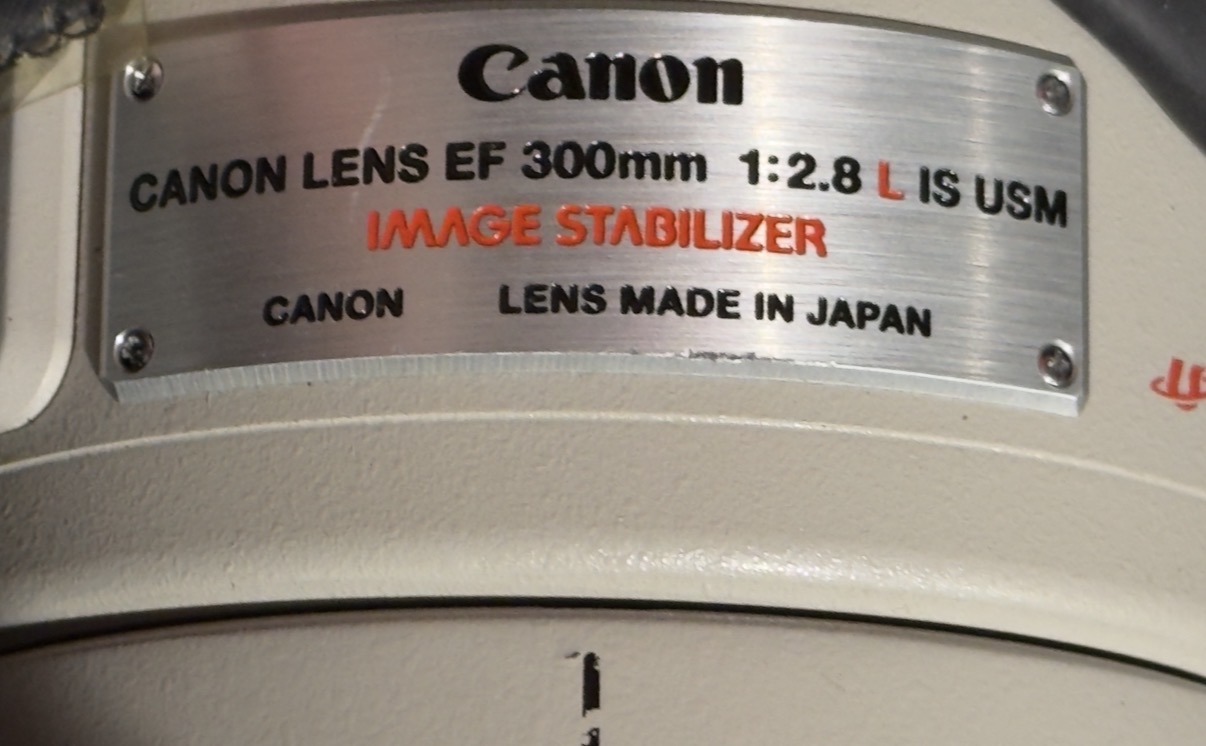 Canon
CANON LENS EF 300mm 1:2.8 L IS USM
IMAGE STABILIZER
CANON LENS MADE IN JAPAN